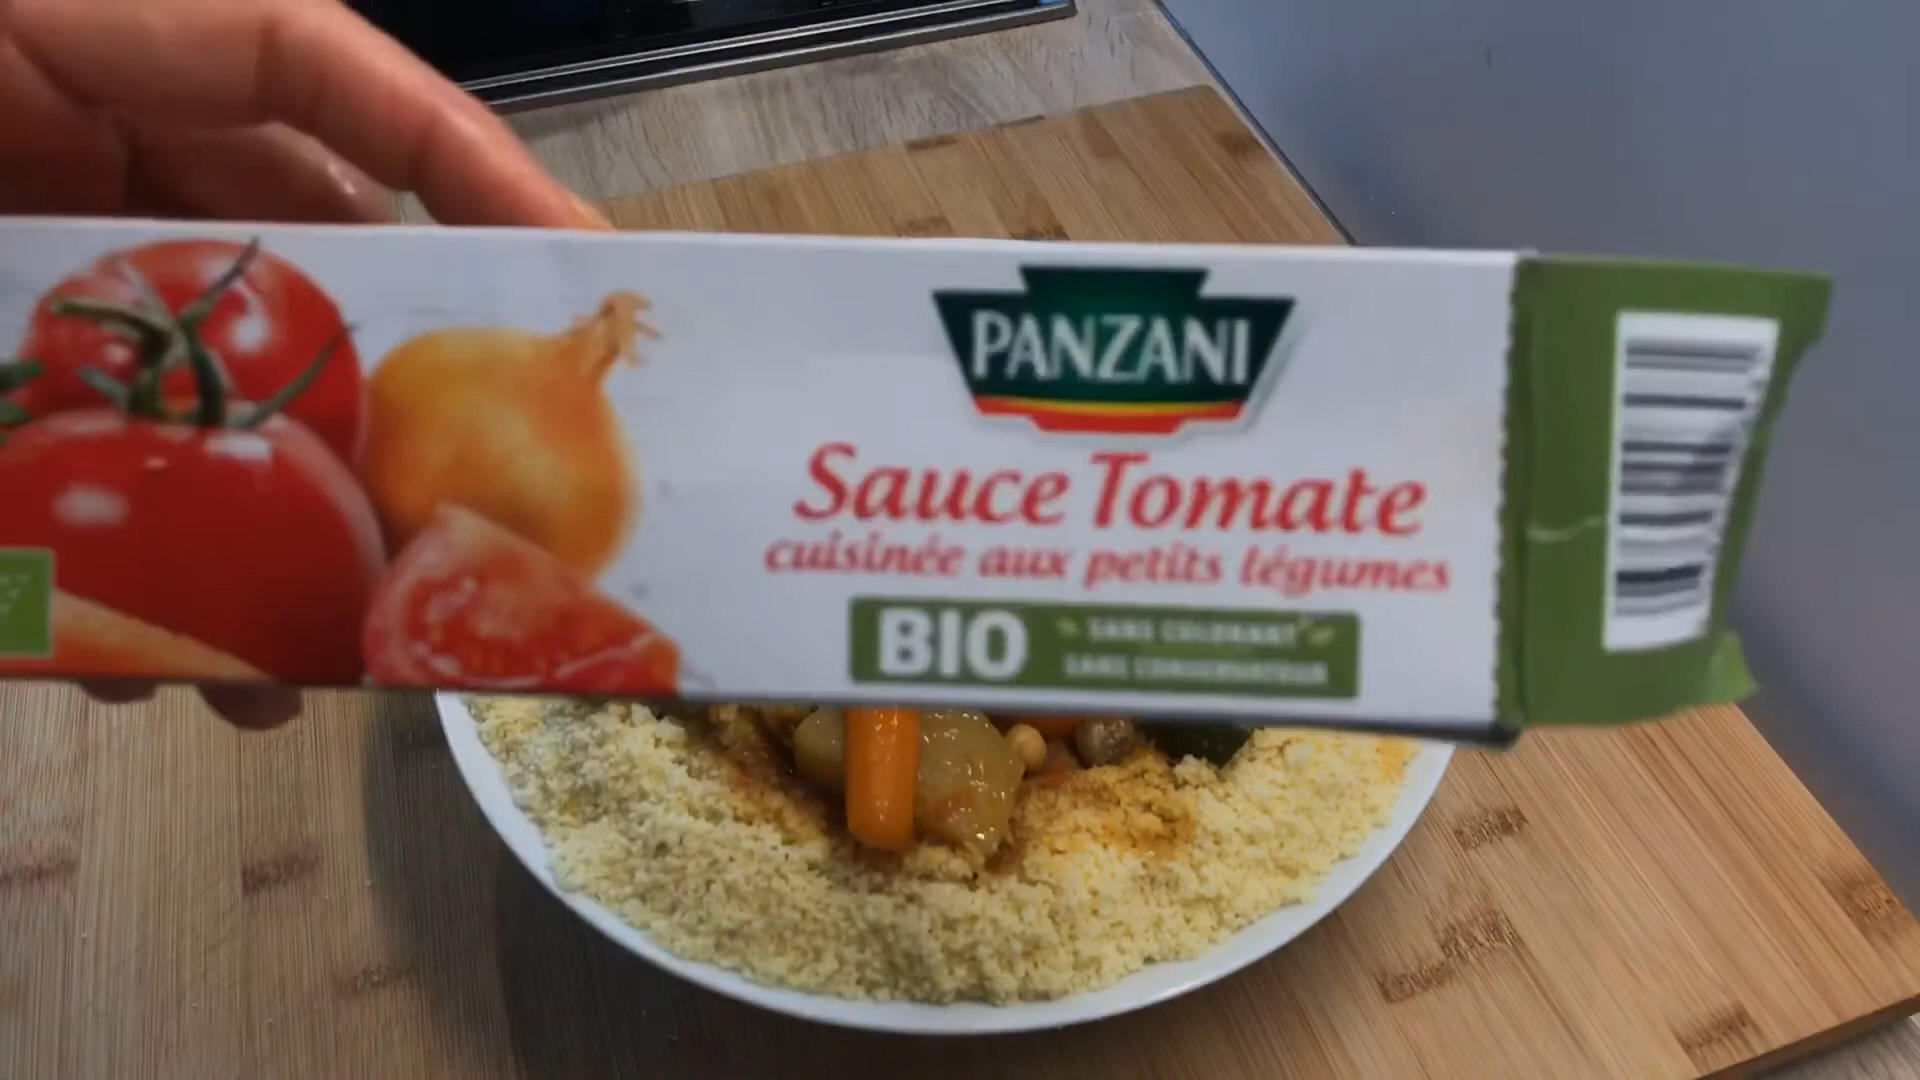 PANZANI
Sauce Tomate
cuisinée aux petits légumes
BIO
SANS COLORANT
SANS CONSERVATEUR